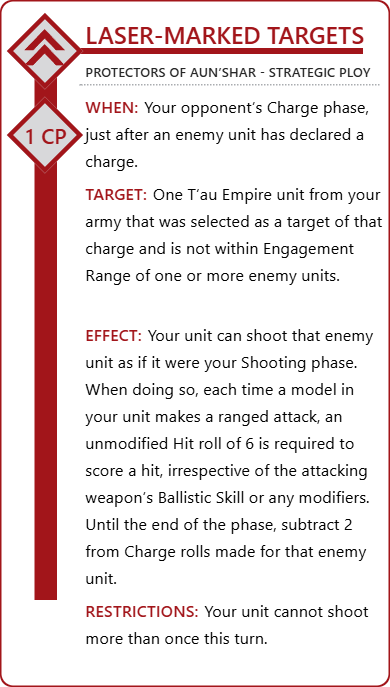 LASER-MARKED TARGETS
PROTECTORS OF AUN’SHAR - STRATEGIC PLOY
1 CP
WHEN: Your opponent’s Charge phase,
just after an enemy unit has declared a
charge.
TARGET: One T’au Empire unit from your
army that was selected as a target of that
charge and is not within Engagement
Range of one or more enemy units.
EFFECT: Your unit can shoot that enemy
unit as if it were your Shooting phase.
When doing so, each time a model in
your unit makes a ranged attack, an
unmodified Hit roll of 6 is required to
score a hit, irrespective of the attacking
weapon’s Ballistic Skill or any modifiers.
Until the end of the phase, subtract 2
from Charge rolls made for that enemy
unit.
RESTRICTIONS: Your unit cannot shoot
more than once this turn.